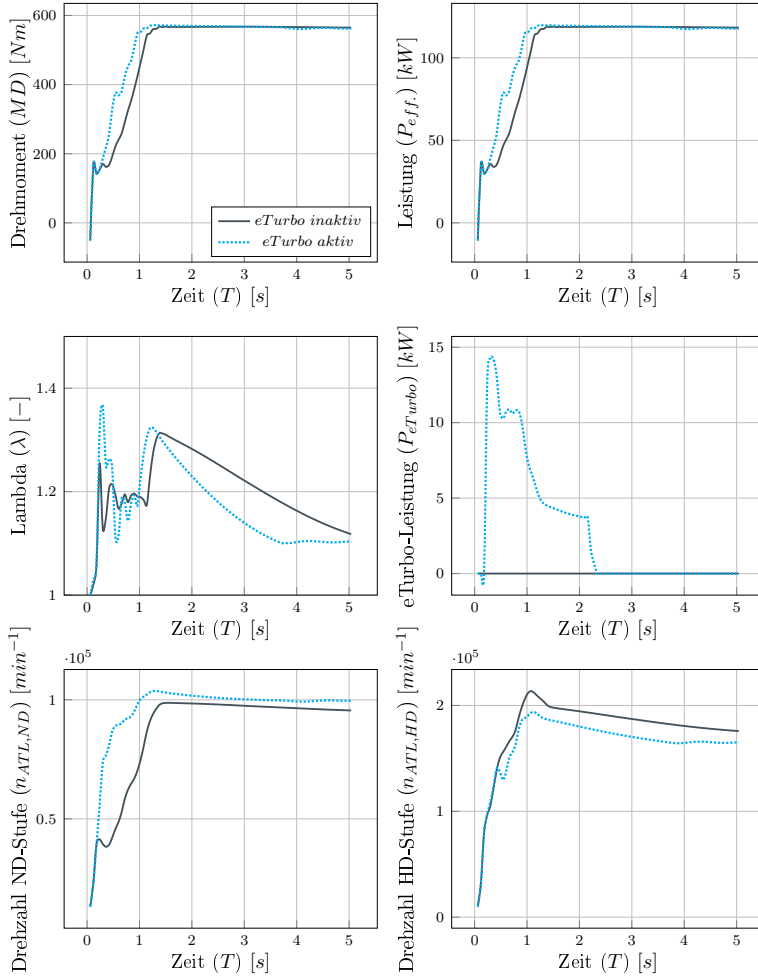 Drehmoment (MD) [Nm]
600
400
200
0
0 1 2 3 4 5
Zeit (T) [s]
eTurbo inaktiv
eTurbo aktiv
Leistung (P_eff.) [kW]
100
50
0
0 1 2 3 4 5
Zeit (T) [s]
Lambda (λ) [−]
1.4
1.2
1
0 1 2 3 4 5
Zeit (T) [s]
eTurbo-Leistung (P_eTurbo) [kW]
15
10
5
0
0 1 2 3 4 5
Zeit (T) [s]
Drehzahl ND-Stufe (n_ATL,ND) [min⁻¹]
·10⁵
1
0.5
0 1 2 3 4 5
Zeit (T) [s]
Drehzahl HD-Stufe (n_ATL,HD) [min⁻¹]
·10⁵
2
1
0
0 1 2 3 4 5
Zeit (T) [s]